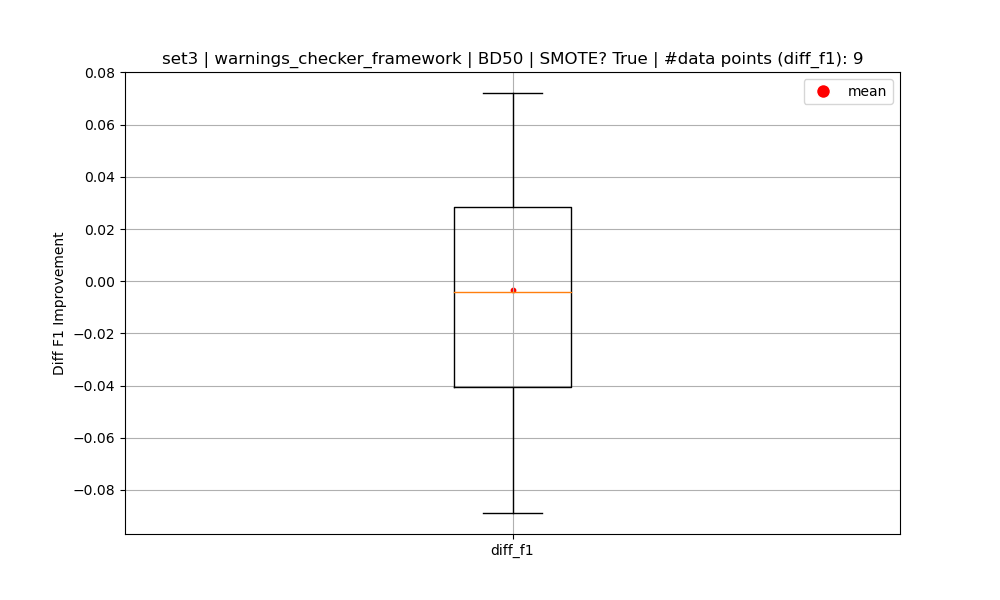 set3 | warnings_checker_framework | BD50 | SMOTE? True | #data points (diff_f1): 9
mean
0.08
0.06
0.04
0.02
0.00
−0.02
−0.04
−0.06
−0.08
Diff F1 Improvement
diff_f1